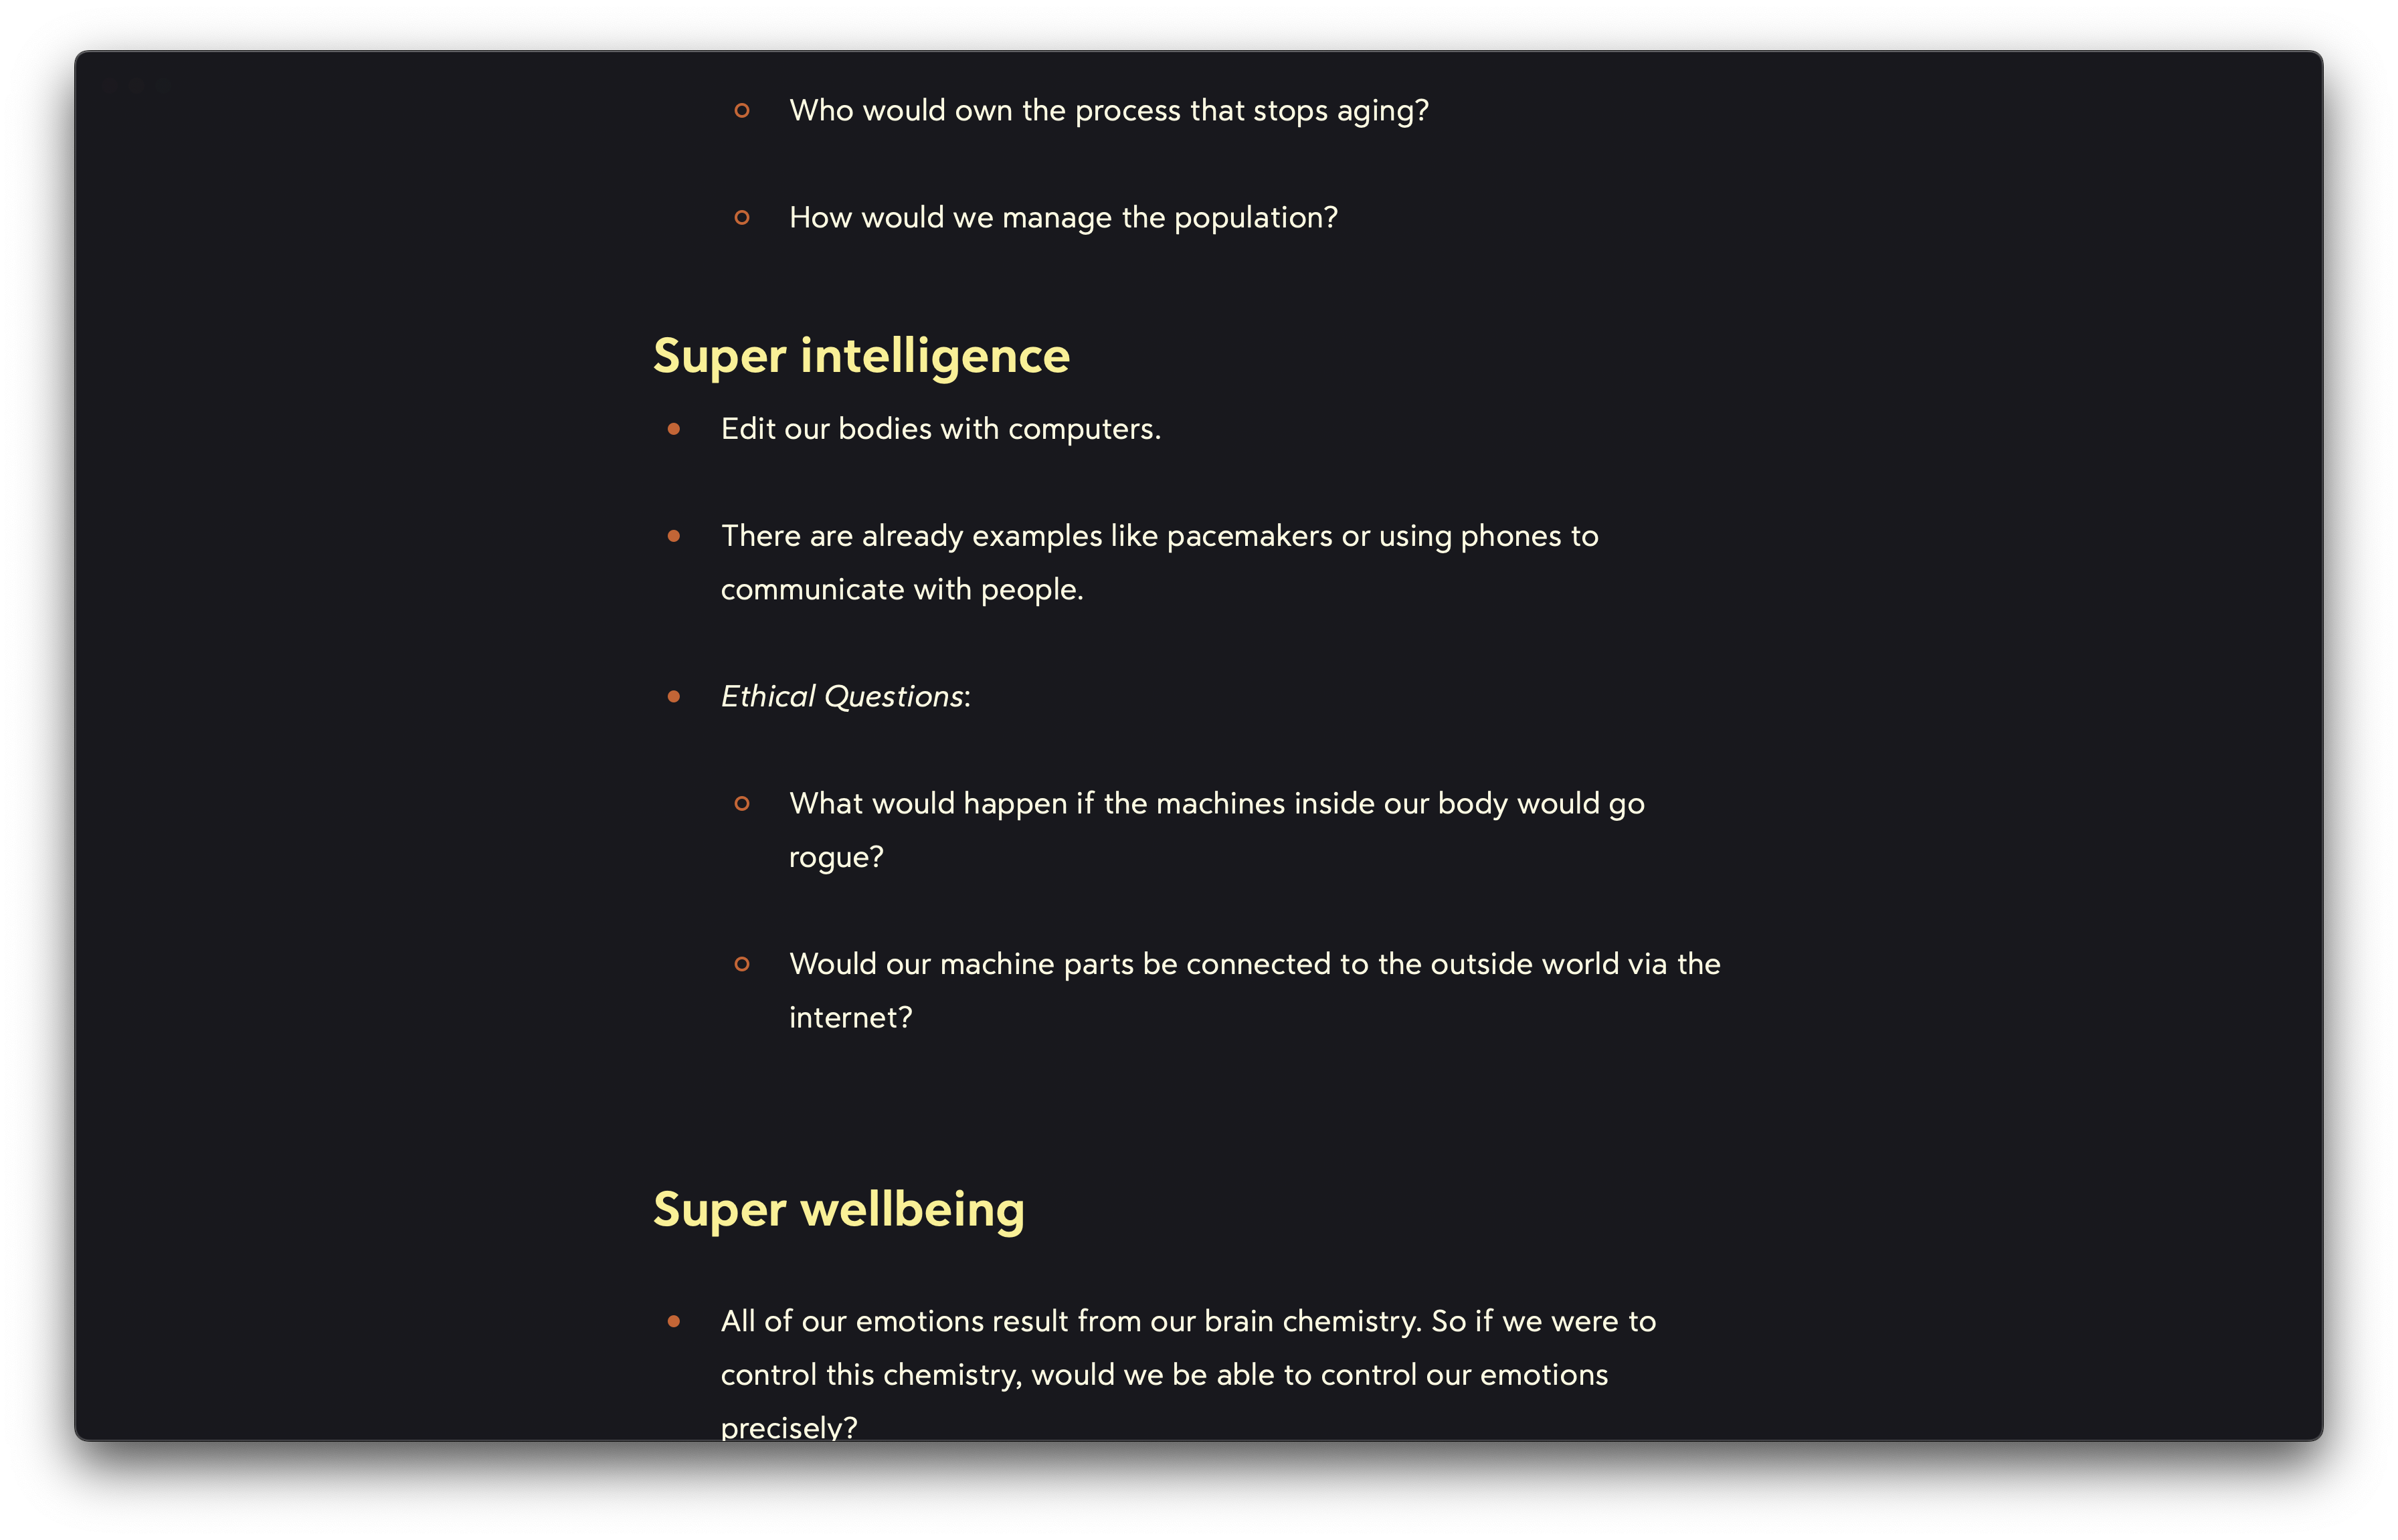 Who would own the process that stops aging?
How would we manage the population?
Super intelligence
Edit our bodies with computers.
There are already examples like pacemakers or using phones to
communicate with people.
Ethical Questions:
What would happen if the machines inside our body would go
rogue?
Would our machine parts be connected to the outside world via the
internet?
Super wellbeing
All of our emotions result from our brain chemistry. So if we were to
control this chemistry, would we be able to control our emotions
precisely?